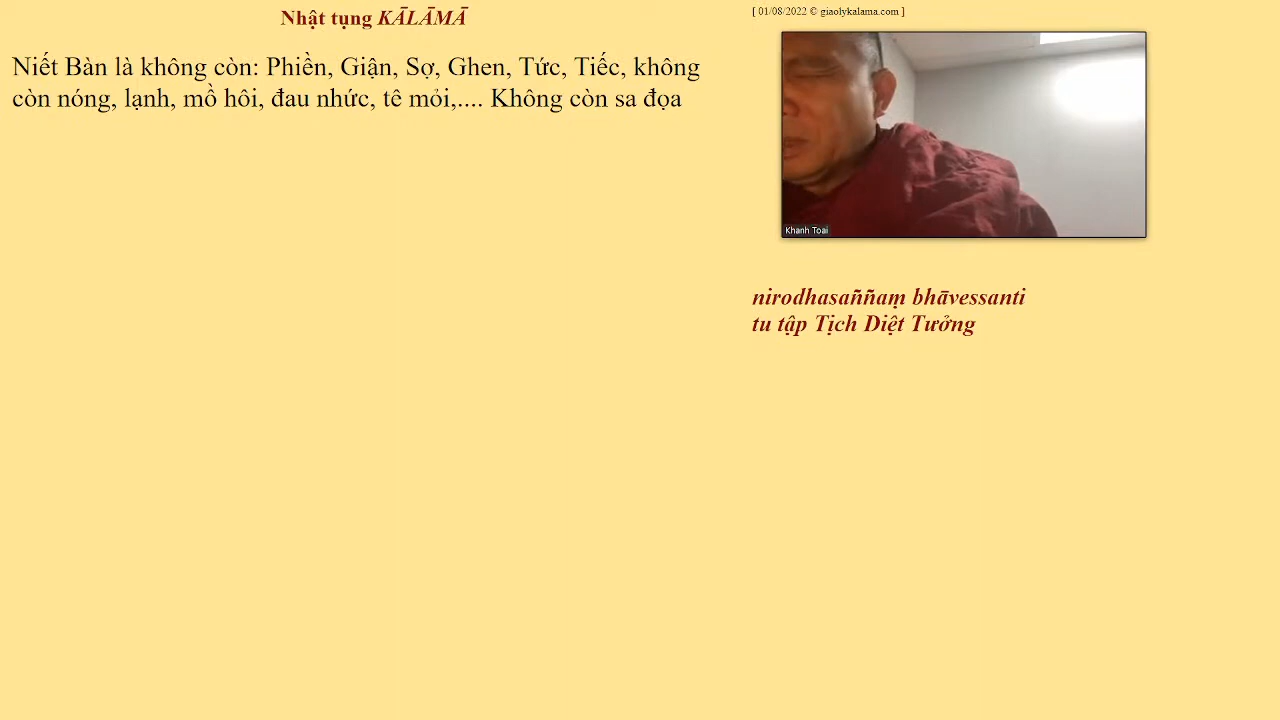 Nhật tụng KĀLĀMĀ
[ 01/08/2022 © giaolykalama.com ]
Niết Bàn là không còn: Phiền, Giận, Sợ, Ghen, Tức, Tiếc, không
còn nóng, lạnh, mồ hôi, đau nhức, tê mỏi,.... Không còn sa đọa
Khanh Toai
nirodhasaññaṃ bhāvessanti
tu tập Tịch Diệt Tưởng